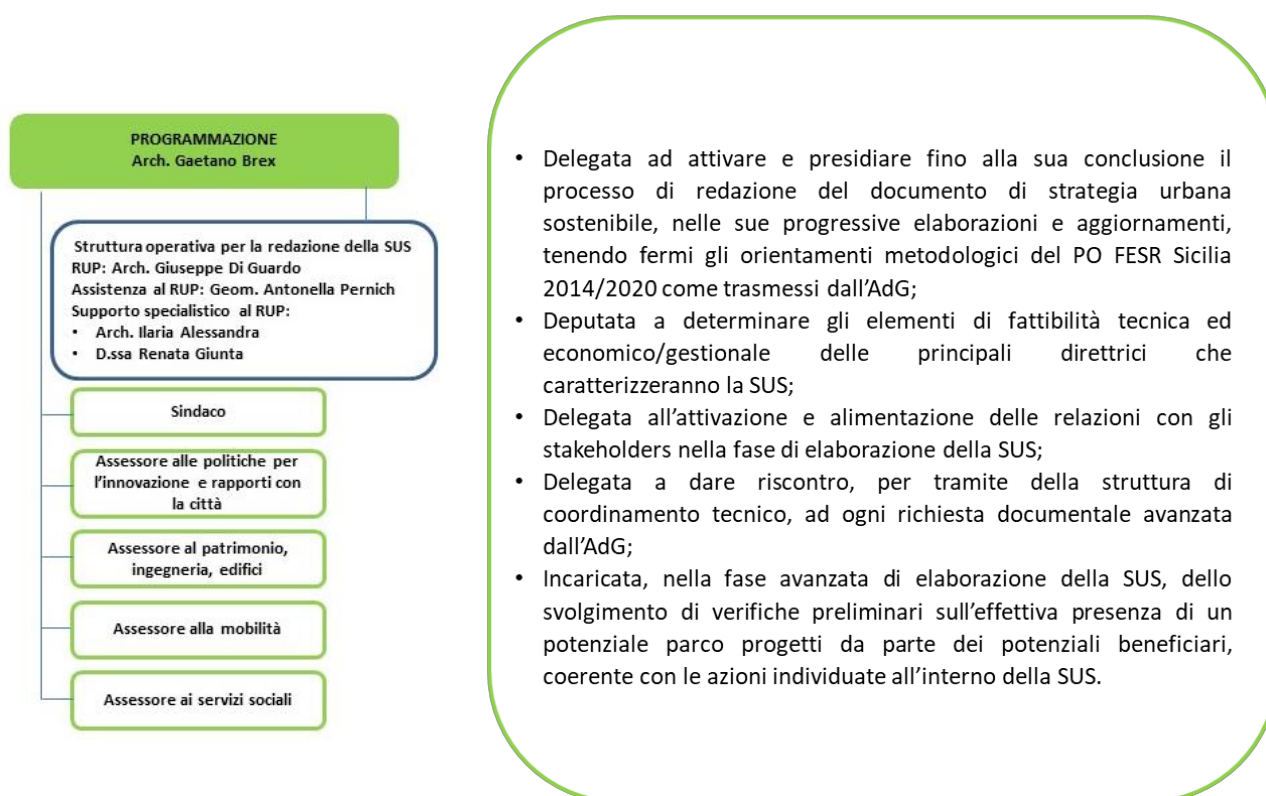 PROGRAMMAZIONE
Arch. Gaetano Brex
Struttura operativa per la redazione della SUS
RUP: Arch. Giuseppe Di Guardo
Assistenza al RUP: Geom. Antonella Pernich
Supporto specialistico al RUP:
• Arch. Ilaria Alessandra
• D.ssa Renata Giunta
Sindaco
Assessore alle politiche per
l'innovazione e rapporti con
la città
Assessore al patrimonio,
ingegneria, edifici
Assessore alla mobilità
Assessore ai servizi sociali
• Delegata ad attivare e presidiare fino alla sua conclusione il
processo di redazione del documento di strategia urbana
sostenibile, nelle sue progressive elaborazioni e aggiornamenti,
tenendo fermi gli orientamenti metodologici del PO FESR Sicilia
2014/2020 come trasmessi dall'AdG;
• Deputata a determinare gli elementi di fattibilità tecnica ed
economico/gestionale delle principali direttrici che
caratterizzeranno la SUS;
• Delegata all'attivazione e alimentazione delle relazioni con gli
stakeholders nella fase di elaborazione della SUS;
• Delegata a dare riscontro, per tramite della struttura di
coordinamento tecnico, ad ogni richiesta documentale avanzata
dall'AdG;
• Incaricata, nella fase avanzata di elaborazione della SUS, dello
svolgimento di verifiche preliminari sull'effettiva presenza di un
potenziale parco progetti da parte dei potenziali beneficiari,
coerente con le azioni individuate all'interno della SUS.